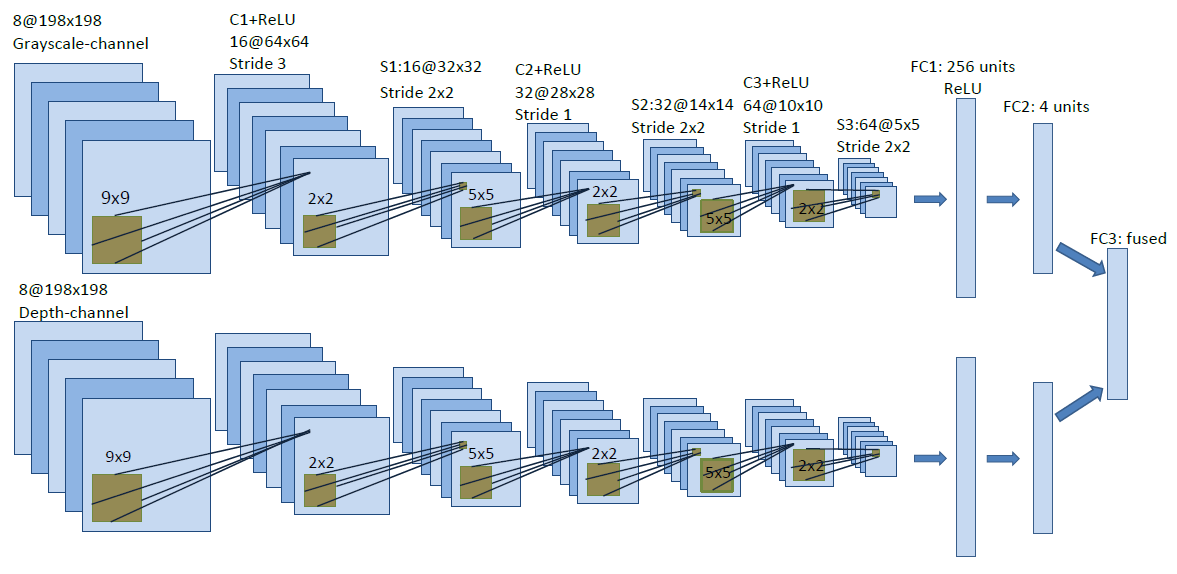 8@198x198
Grayscale-channel
C1+ReLU
16@64x64
Stride 3
S1:16@32x32
Stride 2x2
C2+ReLU
32@28x28
Stride 1
S2:32@14x14
Stride 2x2
C3+ReLU
64@10x10
Stride 1
S3:64@5x5
Stride 2x2
FC1: 256 units
ReLU
FC2: 4 units
FC3: fused
9x9
2x2
5x5
2x2
5x5
2x2
8@198x198
Depth-channel
9x9
2x2
5x5
2x2
5x5
2x2